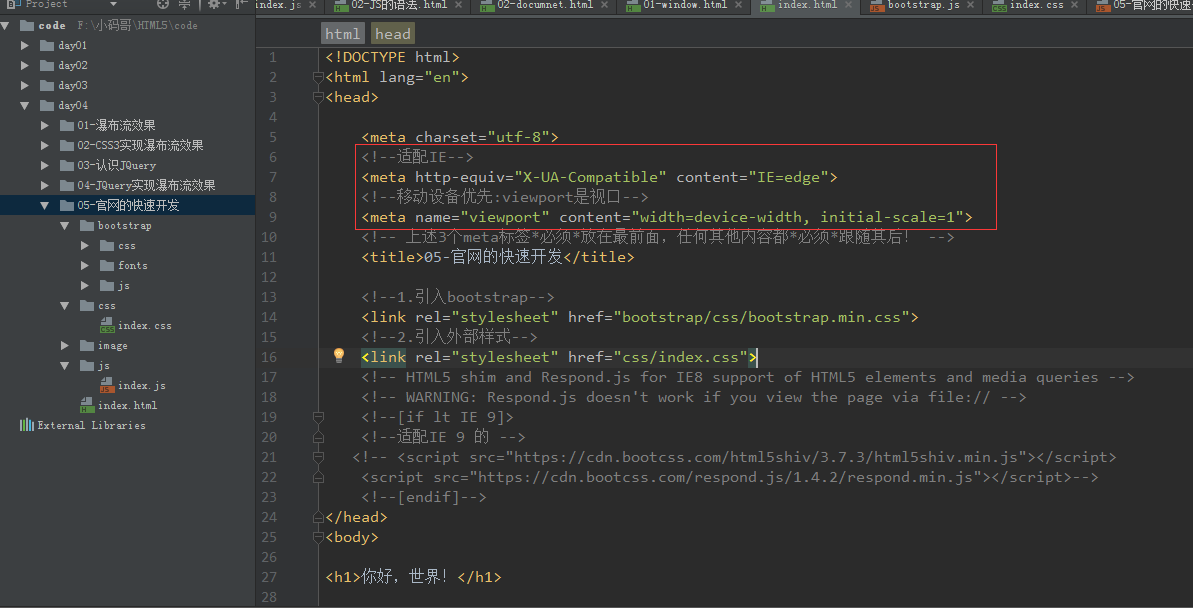 Project
index.js
02-JS的语法.html
02-documnet.html
01-window.html
index.html
bootstrap.js
index.css
05-官网的快速
code F:\小码哥\HIML5\code
day01
day02
day03
day04
01-瀑布流效果
02-CSS3实现瀑布流效果
03-认识JQuery
04-JQuery实现瀑布流效果
05-官网的快速开发
bootstrap
css
fonts
js
css
index.css
image
js
index.js
index.html
External Libraries
html head
1 <!DOCTYPE html>
2 <html lang="en">
3 <head>
4
5 <meta charset="utf-8">
6 <!--适配IE-->
7 <meta http-equiv="X-UA-Compatible" content="IE=edge">
8 <!--移动设备优先:viewport是视口-->
9 <meta name="viewport" content="width=device-width, initial-scale=1">
10 <!-- 上述3个meta标签*必须*放在最前面，任何其他内容都*必须*跟随其后！ -->
11 <title>05-官网的快速开发</title>
12
13 <!--1.引入bootstrap-->
14 <link rel="stylesheet" href="bootstrap/css/bootstrap.min.css">
15 <!--2.引入外部样式-->
16 <link rel="stylesheet" href="css/index.css">
17 <!-- HTML5 shim and Respond.js for IE8 support of HTML5 elements and media queries -->
18 <!-- WARNING: Respond.js doesn't work if you view the page via file:// -->
19 <!--[if lt IE 9]>
20 <!--适配IE 9 的 -->
21 <!-- <script src="https://cdn.bootcss.com/html5shiv/3.7.3/html5shiv.min.js"></script>
22 <script src="https://cdn.bootcss.com/respond.js/1.4.2/respond.min.js"></script>-->
23 <!--[endif]-->
24 </head>
25 <body>
26
27 <h1>你好，世界！</h1>
28